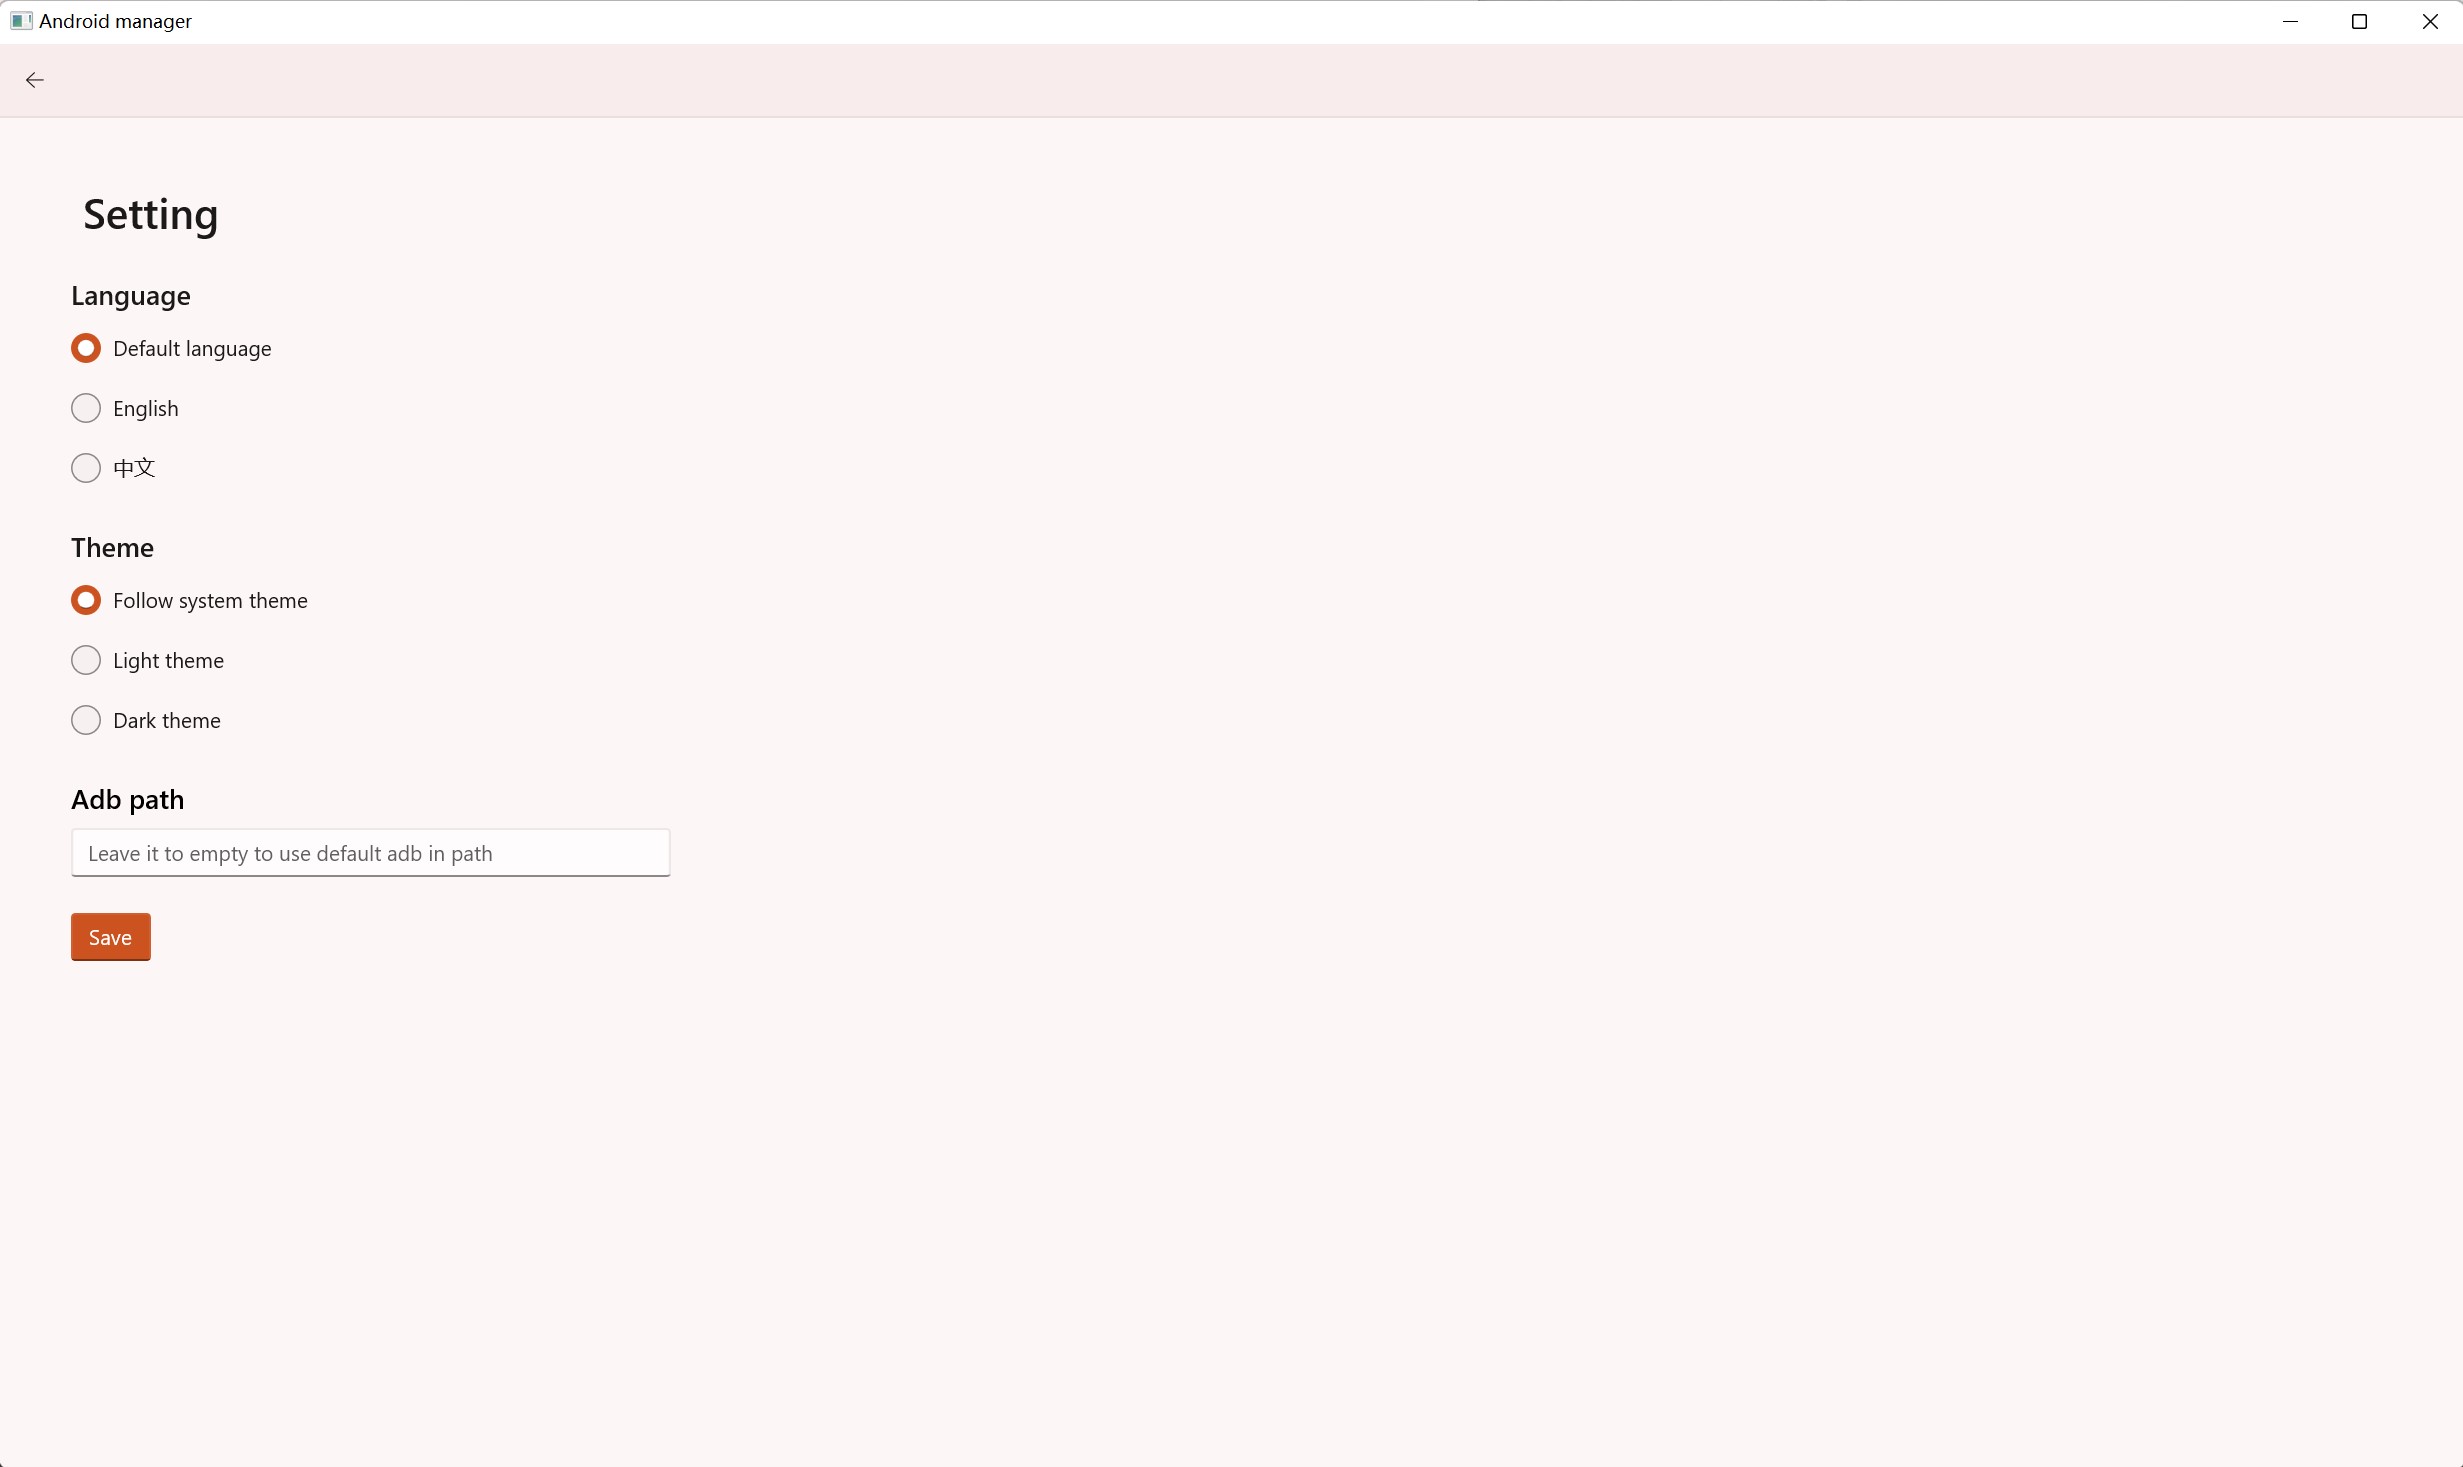 Android manager
Setting
Language
Default language
English
中文
Theme
Follow system theme
Light theme
Dark theme
Adb path
Leave it to empty to use default adb in path
Save